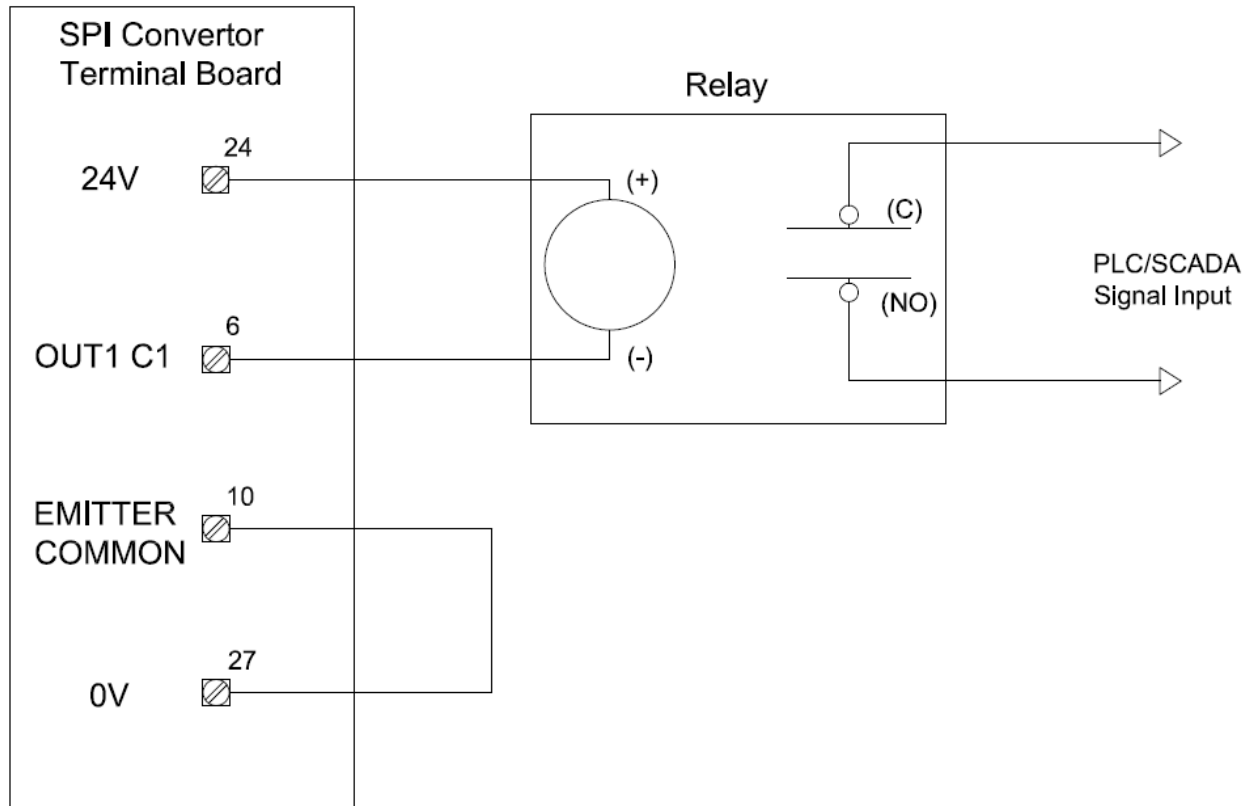 SPI Convertor
Terminal Board
Relay
24
24V
(+)
(C)
PLC/SCADA
Signal Input
(NO)
6
OUT1 C1
(-)
10
EMITTER
COMMON
27
0V